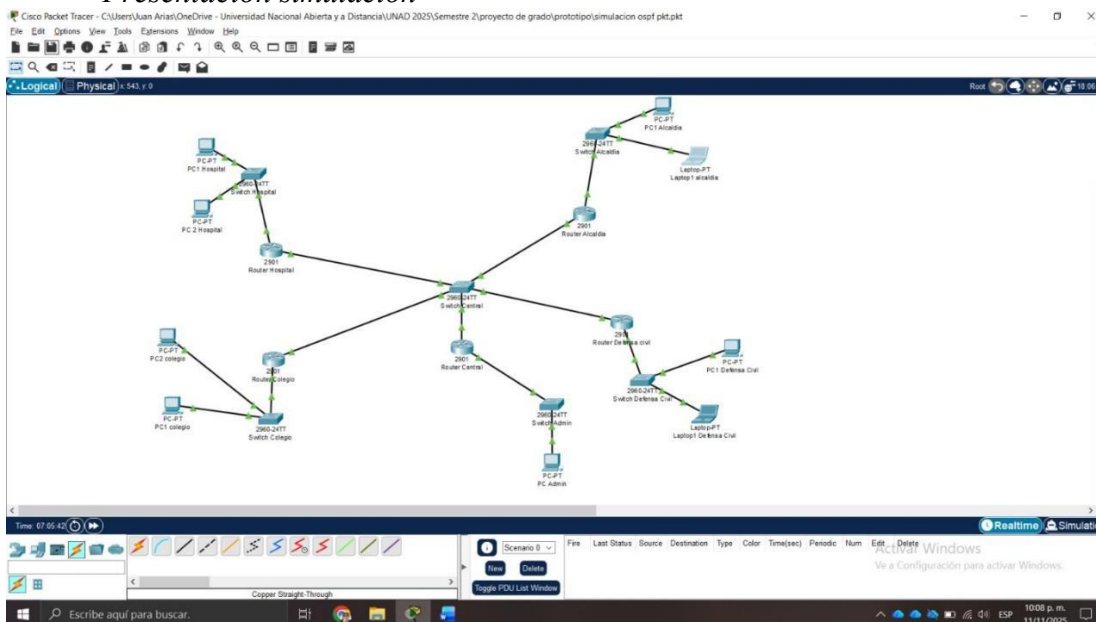 Presentación simulación
Cisco Packet Tracer - C:\Users\Juan Arias\OneDrive - Universidad Nacional Abierta y a Distancia\UNAD 2025\Semestre 2\proyecto de grado\prototipo\simulacion ospf pkt.pkt
File Edit Options View Tools Extensions Window Help
Logical Physical x: 543, y: 0 Root
PC-PT
PC1 Alcaldia
2960-24TT
Switch Alcaldia
Laptop-PT
Laptop1 alcaldia
PC-PT
PC1 Hospital
2960-24TT
Switch Hospital
PC-PT
PC 2 Hospital
2901
Router Alcaldia
2901
Router Hospital
2960-24TT
Switch Central
2901
Router Defensa civil
PC-PT
PC2 colegio
2901
Router Colegio
2901
Router Central
PC-PT
PC1 Defensa Civil
2960-24TT
Switch Defensa Civil
PC-PT
PC1 colegio
2960-24TT
Switch Colegio
2960-24TT
Switch Admin
Laptop-PT
Laptop1 Defensa Civil
PC-PT
PC Admin
Time: 07:05:42 Realtime Simulati
Scenario 0 Fire Last Status Source Destination Type Color Time(sec) Periodic Num Edit Delete
Activar Windows
New Delete
Ve a Configuración para activar Windows.
Toggle PDU List Window
Copper Straight-Through
Escribe aquí para buscar. ESP 10:08 p. m.
11/11/2025